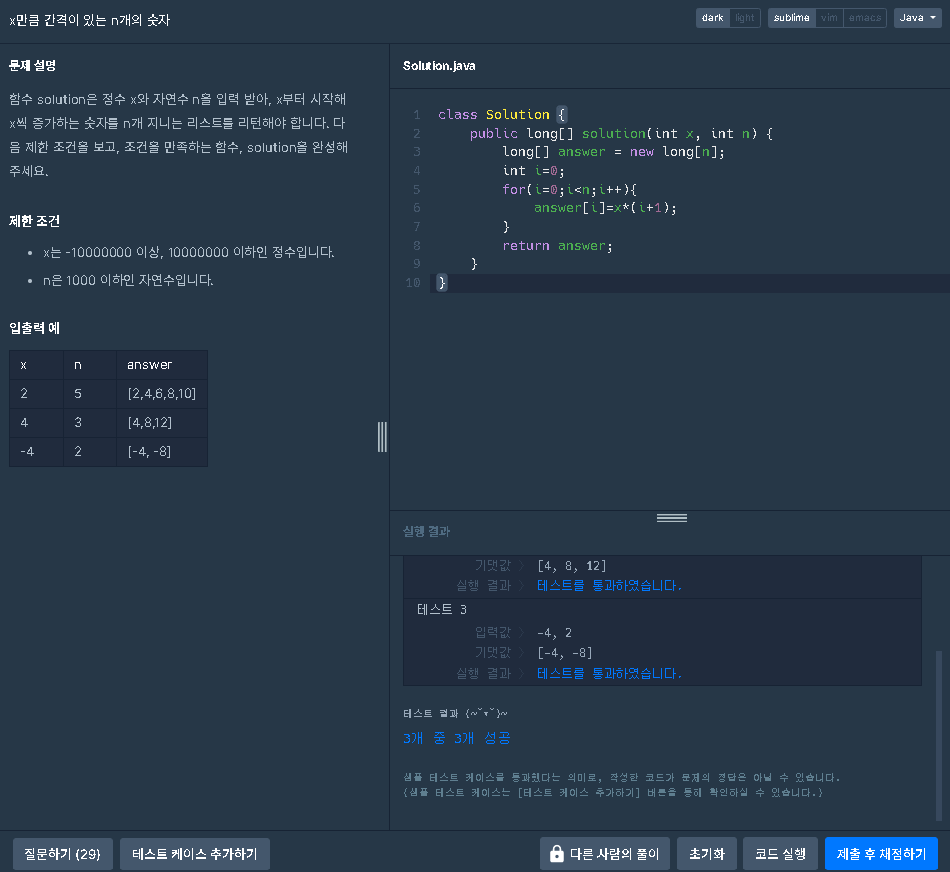 x만큼 간격이 있는 n개의 숫자
dark light sublime vim emacs Java
문제 설명
함수 solution은 정수 x와 자연수 n을 입력 받아, x부터 시작해
x씩 증가하는 숫자를 n개 지니는 리스트를 리턴해야 합니다. 다
음 제한 조건을 보고, 조건을 만족하는 함수, solution을 완성해
주세요.
제한 조건
• x는 -10000000 이상, 10000000 이하인 정수입니다.
• n은 1000 이하인 자연수입니다.
입출력 예
x n answer
2 5 [2,4,6,8,10]
4 3 [4,8,12]
-4 2 [-4, -8]
Solution.java
1 class Solution {
2 public long[] solution(int x, int n) {
3 long[] answer = new long[n];
4 int i=0;
5 for(i=0;i<n;i++){
6 answer[i]=x*(i+1);
7 }
8 return answer;
9 }
10 }
실행 결과
기댓값 〉 [4, 8, 12]
실행 결과 〉 테스트를 통과하였습니다.
테스트 3
입력값 〉 -4, 2
기댓값 〉 [-4, -8]
실행 결과 〉 테스트를 통과하였습니다.
테스트 결과 (~˘▾˘)~
3개 중 3개 성공
샘플 테스트 케이스를 통과했다는 의미로, 작성한 코드가 문제의 정답은 아닐 수 있습니다.
(샘플 테스트 케이스는 [테스트 케이스 추가하기] 버튼을 통해 확인하실 수 있습니다.)
질문하기 (29) 테스트 케이스 추가하기 다른 사람의 풀이 초기화 코드 실행 제출 후 채점하기